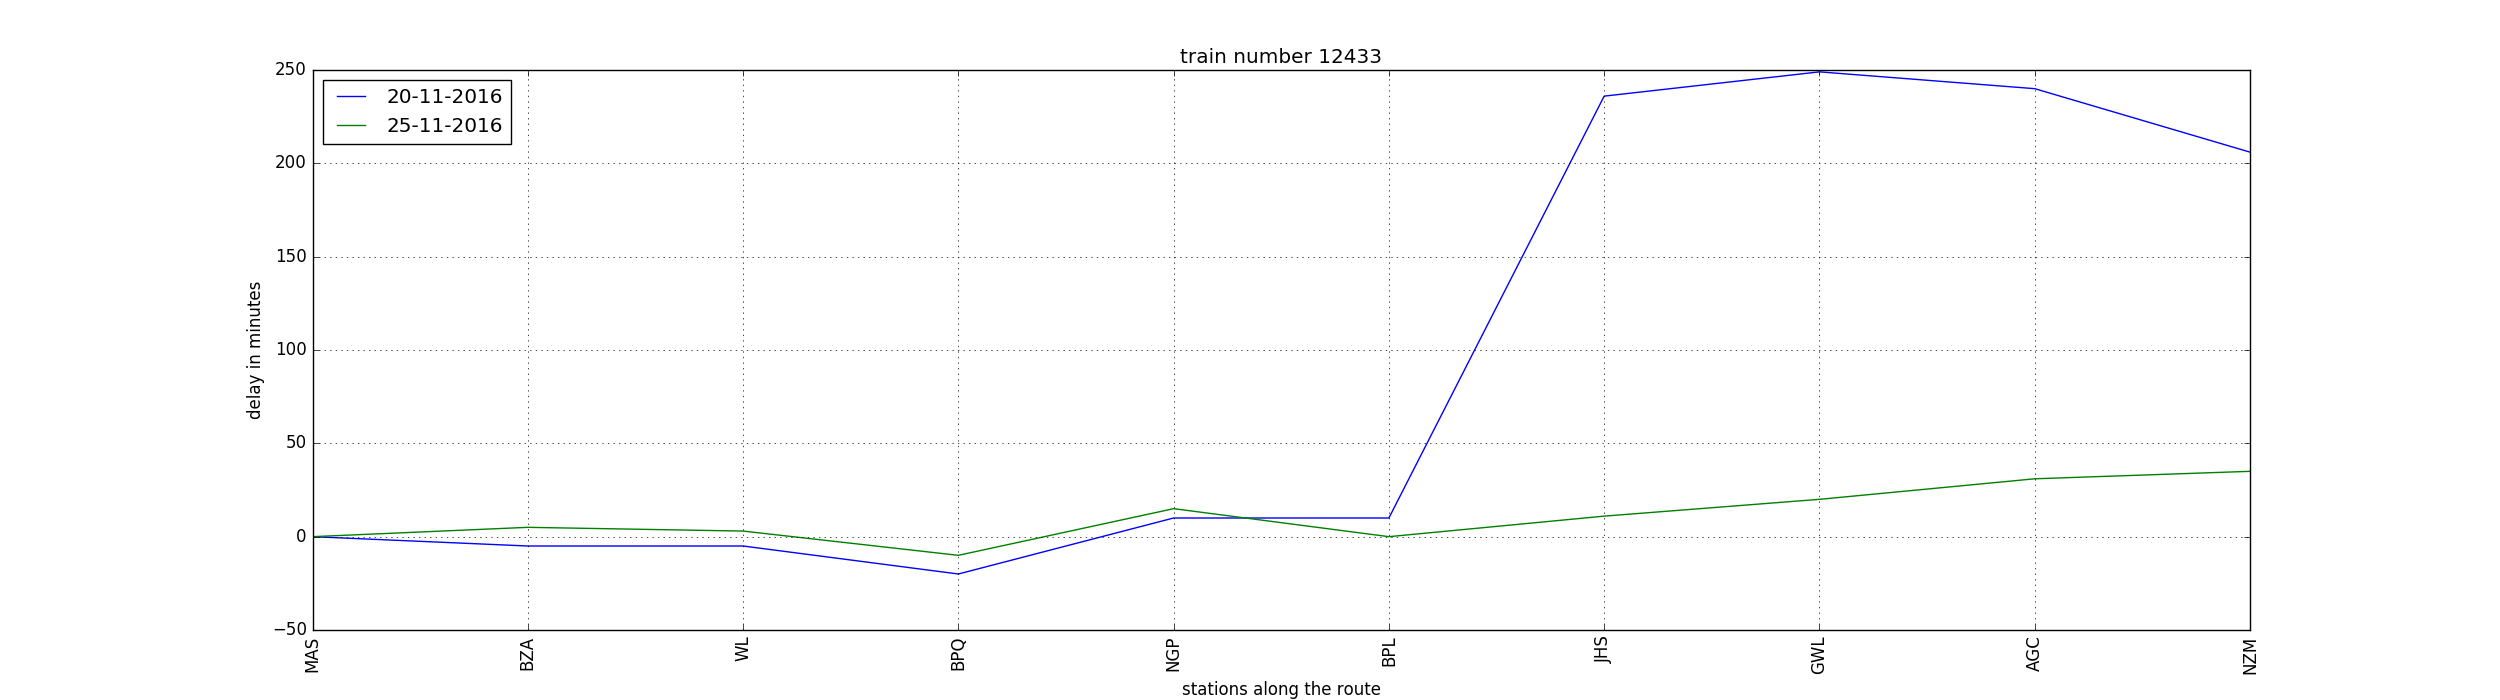 train number 12433
20-11-2016
25-11-2016
250
200
150
100
50
0
−50
delay in minutes
MAS
BZA
WL
BPQ
NGP
BPL
JHS
GWL
AGC
NZM
stations along the route